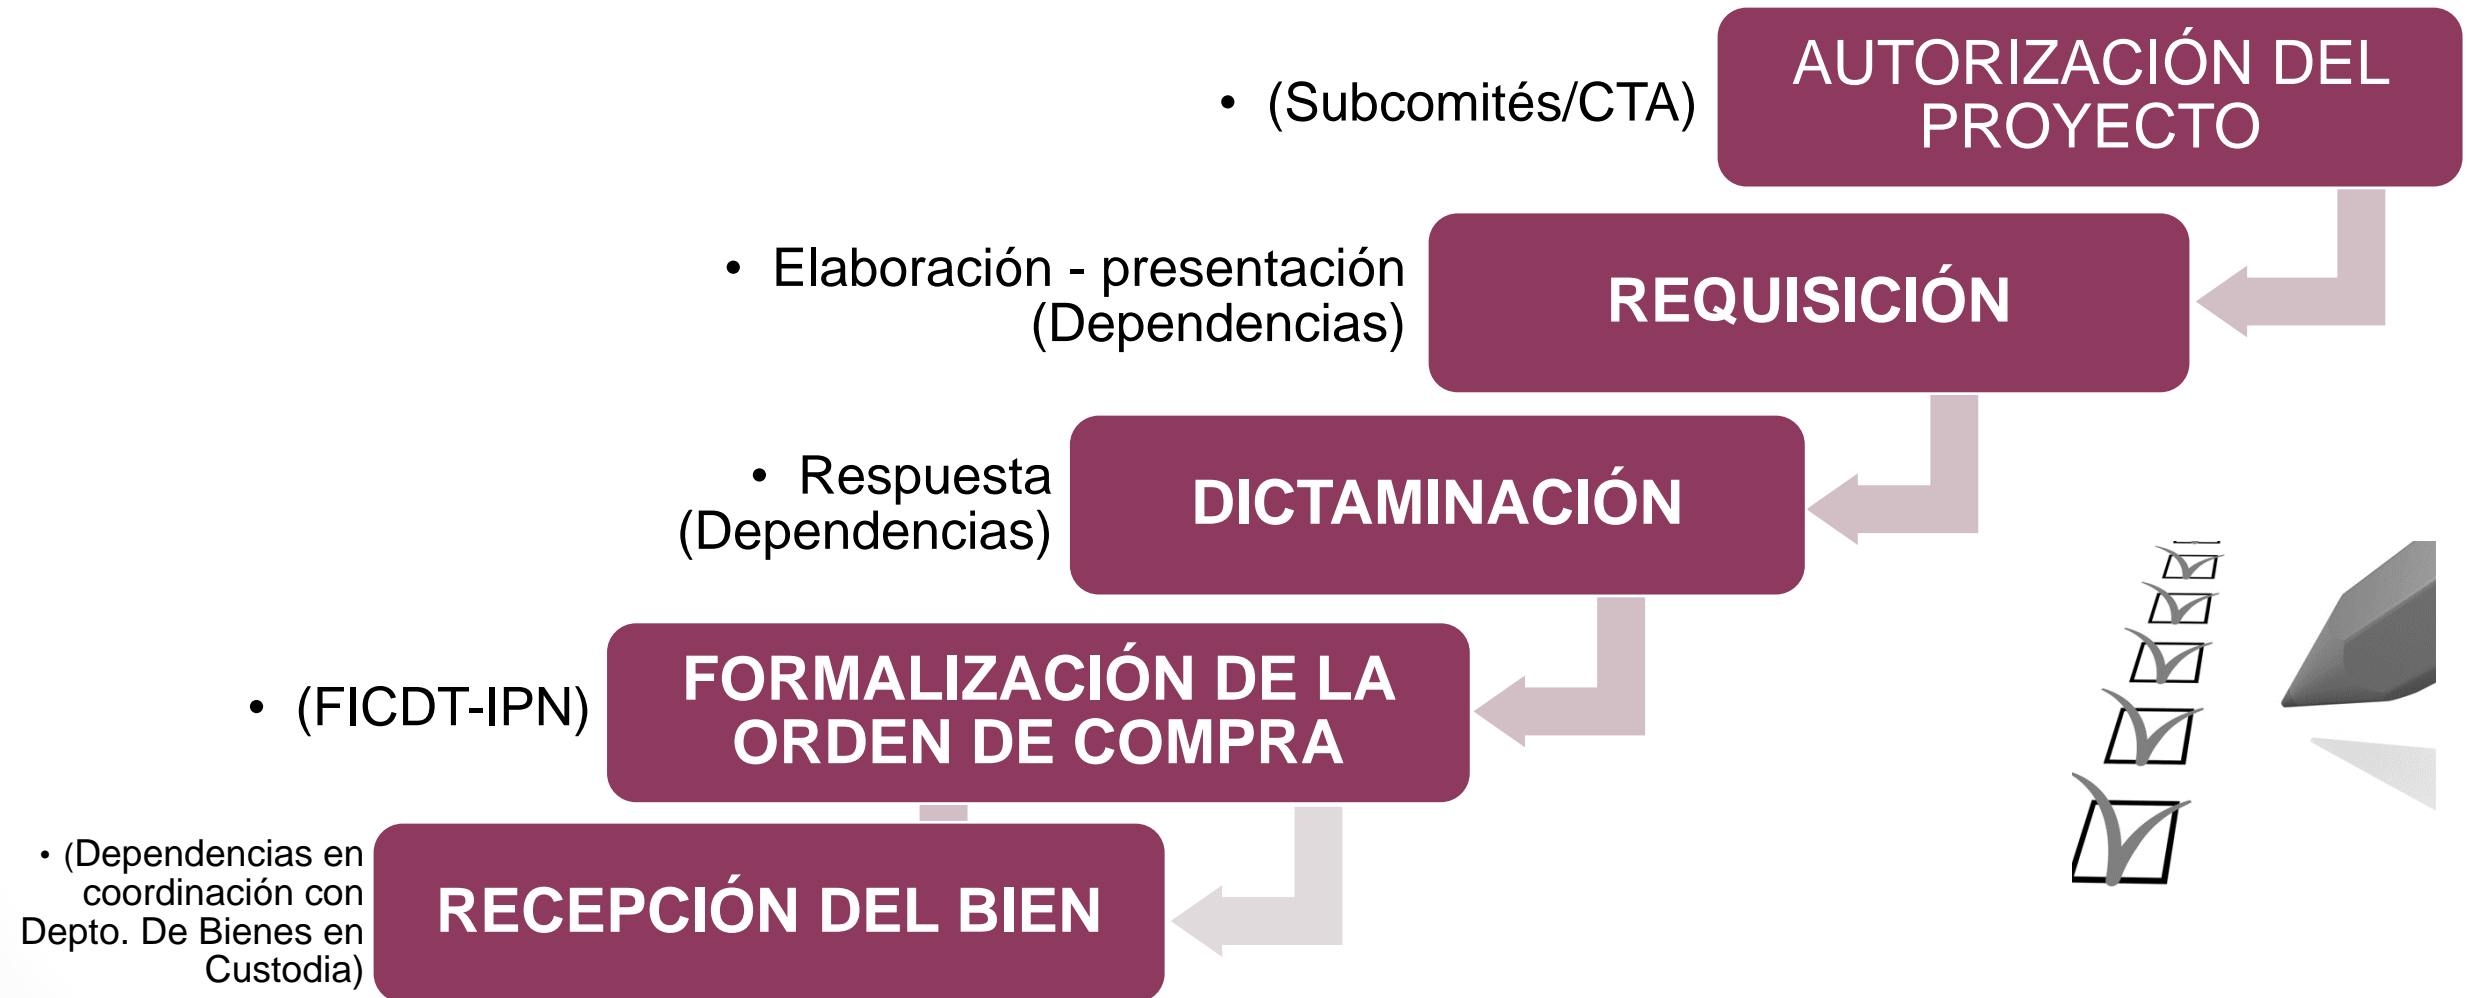 AUTORIZACIÓN DEL
PROYECTO
• (Subcomités/CTA)
REQUISICIÓN
• Elaboración - presentación
(Dependencias)
DICTAMINACIÓN
• Respuesta
(Dependencias)
FORMALIZACIÓN DE LA
ORDEN DE COMPRA
• (FICDT-IPN)
RECEPCIÓN DEL BIEN
• (Dependencias en
coordinación con
Depto. De Bienes en
Custodia)